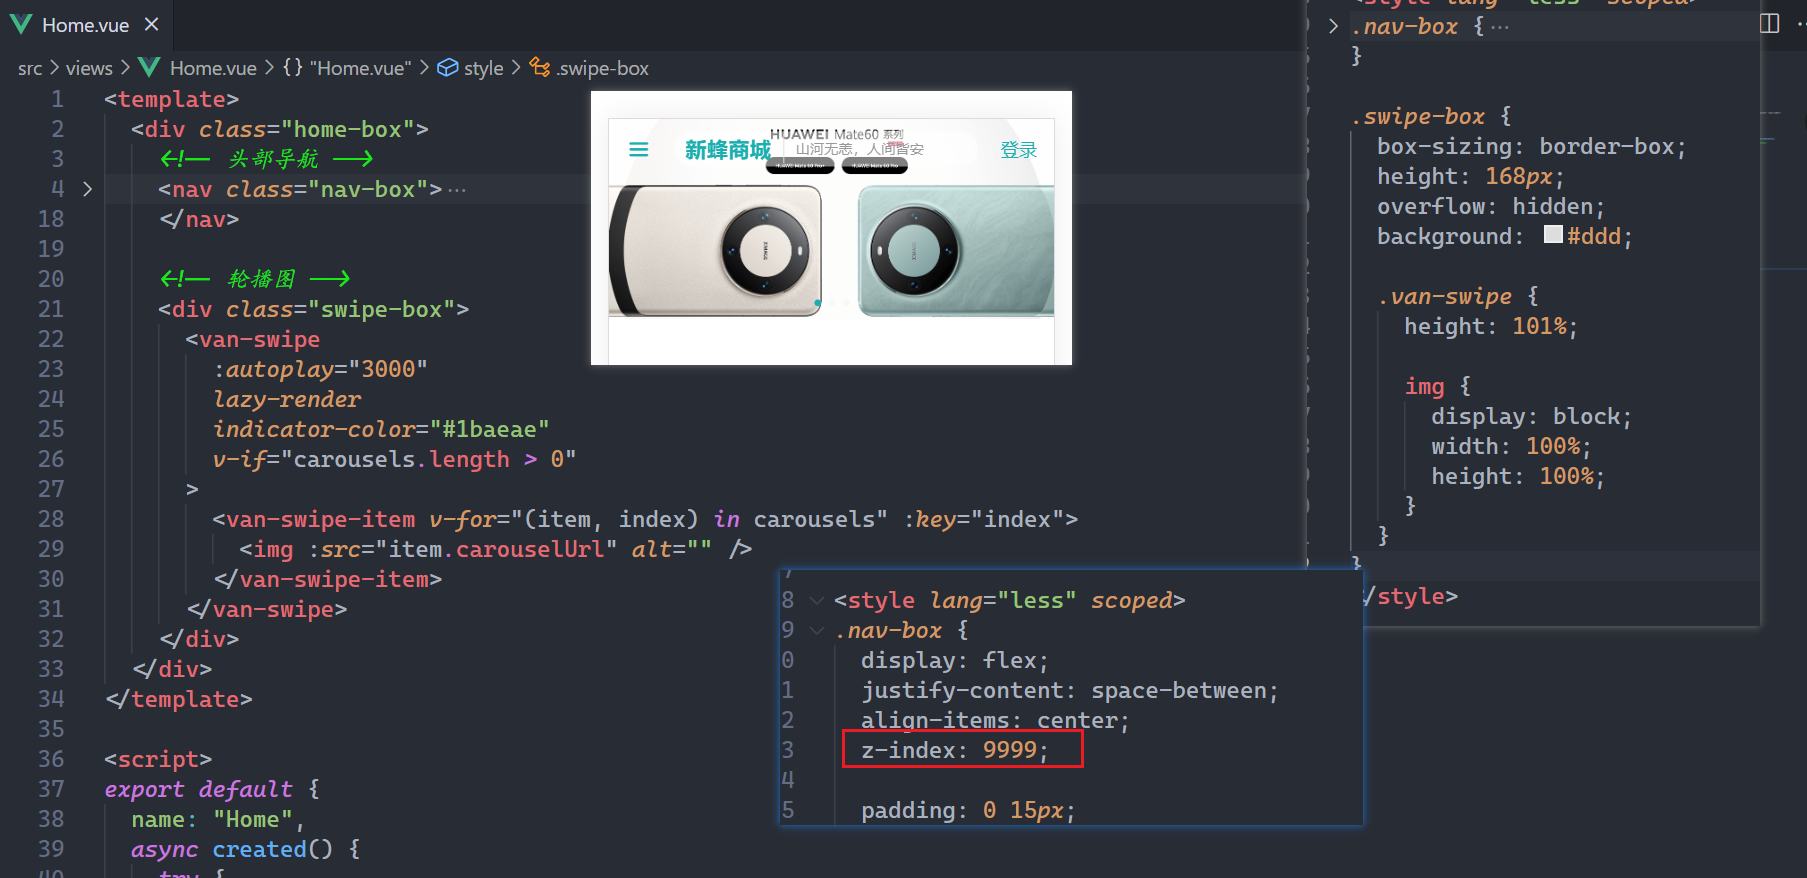 Home.vue
src > views > Home.vue > {} "Home.vue" > style > .swipe-box
1 <template>
2 <div class="home-box">
3 <!-- 头部导航 -->
4 <nav class="nav-box">···
18 </nav>
19
20 <!-- 轮播图 -->
21 <div class="swipe-box">
22 <van-swipe
23 :autoplay="3000"
24 lazy-render
25 indicator-color="#1baeae"
26 v-if="carousels.length > 0"
27 >
28 <van-swipe-item v-for="(item, index) in carousels" :key="index">
29 <img :src="item.carouselUrl" alt="" />
30 </van-swipe-item>
31 </van-swipe>
32 </div>
33 </div>
34 </template>
35
36 <script>
37 export default {
38 name: "Home",
39 async created() {
40 try {
HUAWEI Mate60 系列
新蜂商城
山河无恙，人间皆安
登录
<style lang="less" scoped>
.nav-box {···
}
.swipe-box {
box-sizing: border-box;
height: 168px;
overflow: hidden;
background: #ddd;
.van-swipe {
height: 101%;
img {
display: block;
width: 100%;
height: 100%;
}
}
}
</style>
7
8 <style lang="less" scoped>
9 .nav-box {
0 display: flex;
1 justify-content: space-between;
2 align-items: center;
3 z-index: 9999;
4
5 padding: 0 15px;